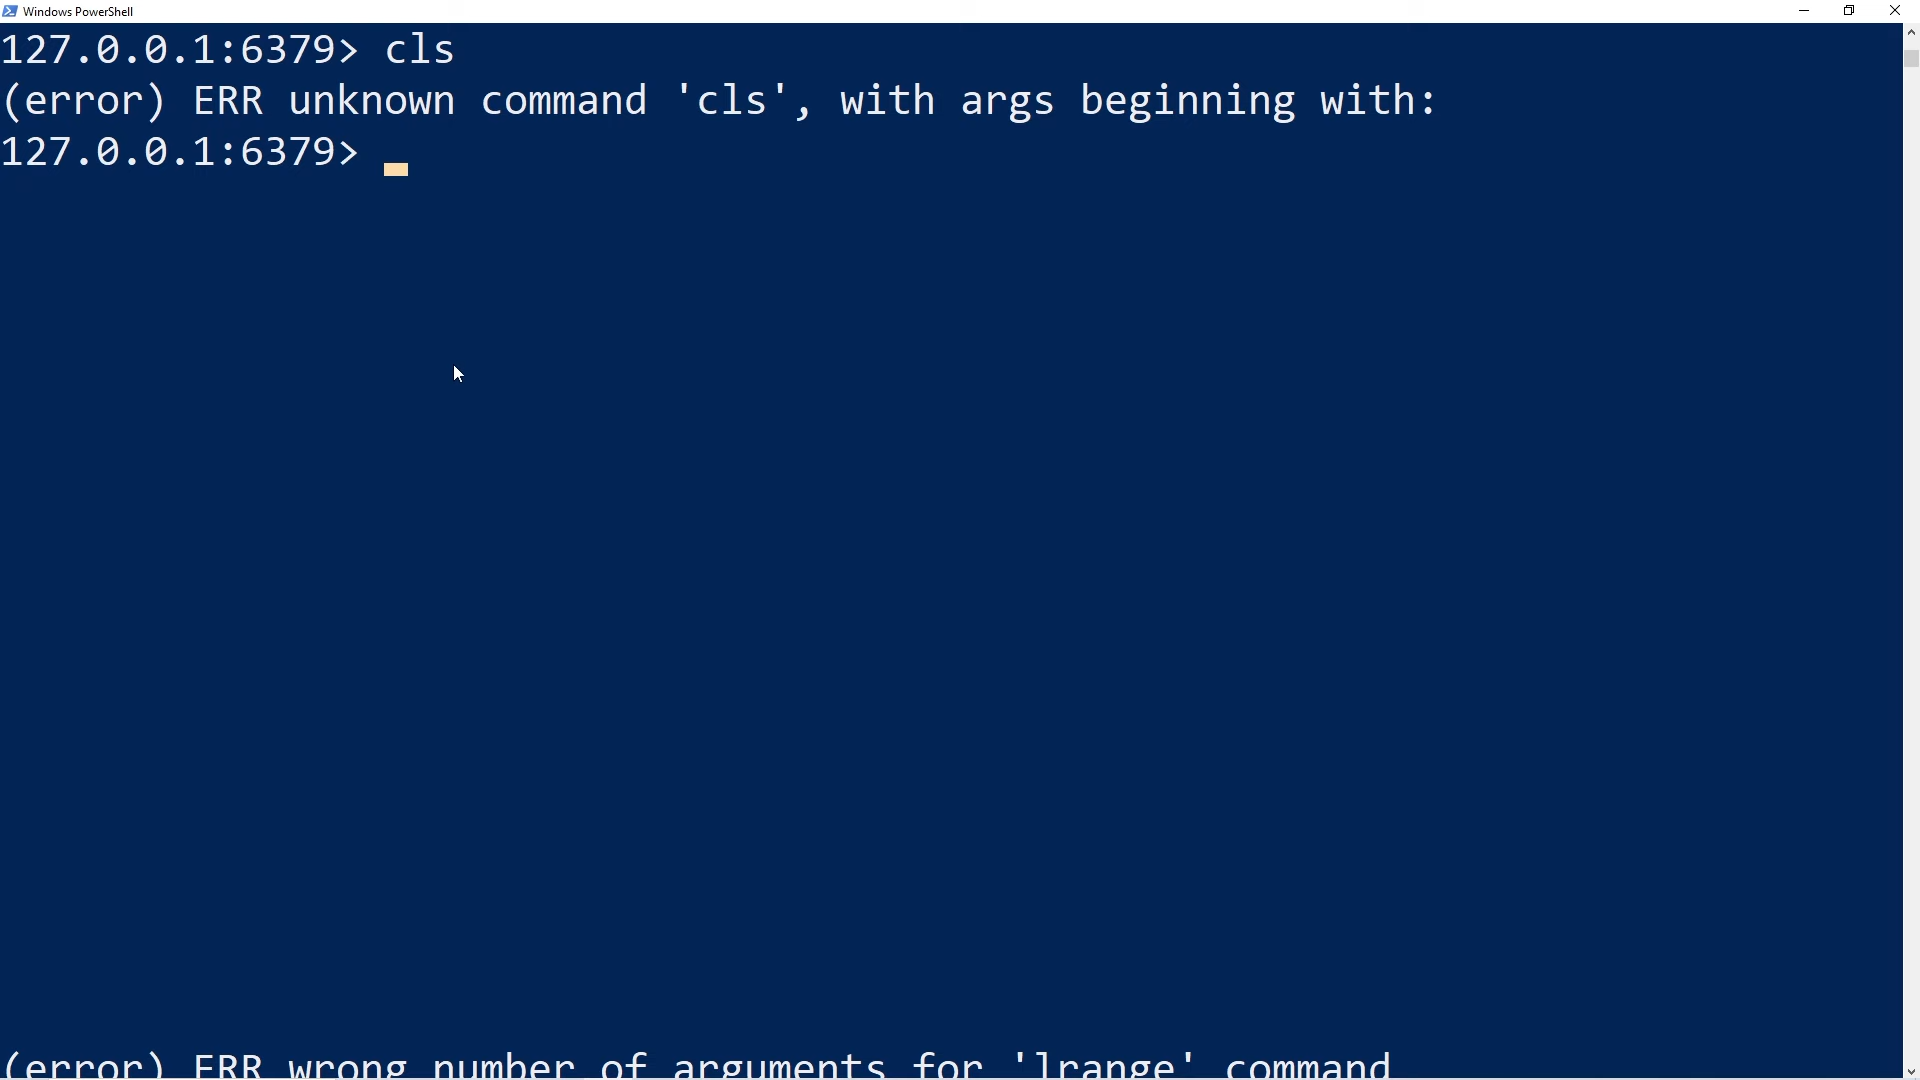 Windows PowerShell
127.0.0.1:6379> cls
(error) ERR unknown command 'cls', with args beginning with:
127.0.0.1:6379>
(error) ERR wrong number of arguments for 'lrange' command